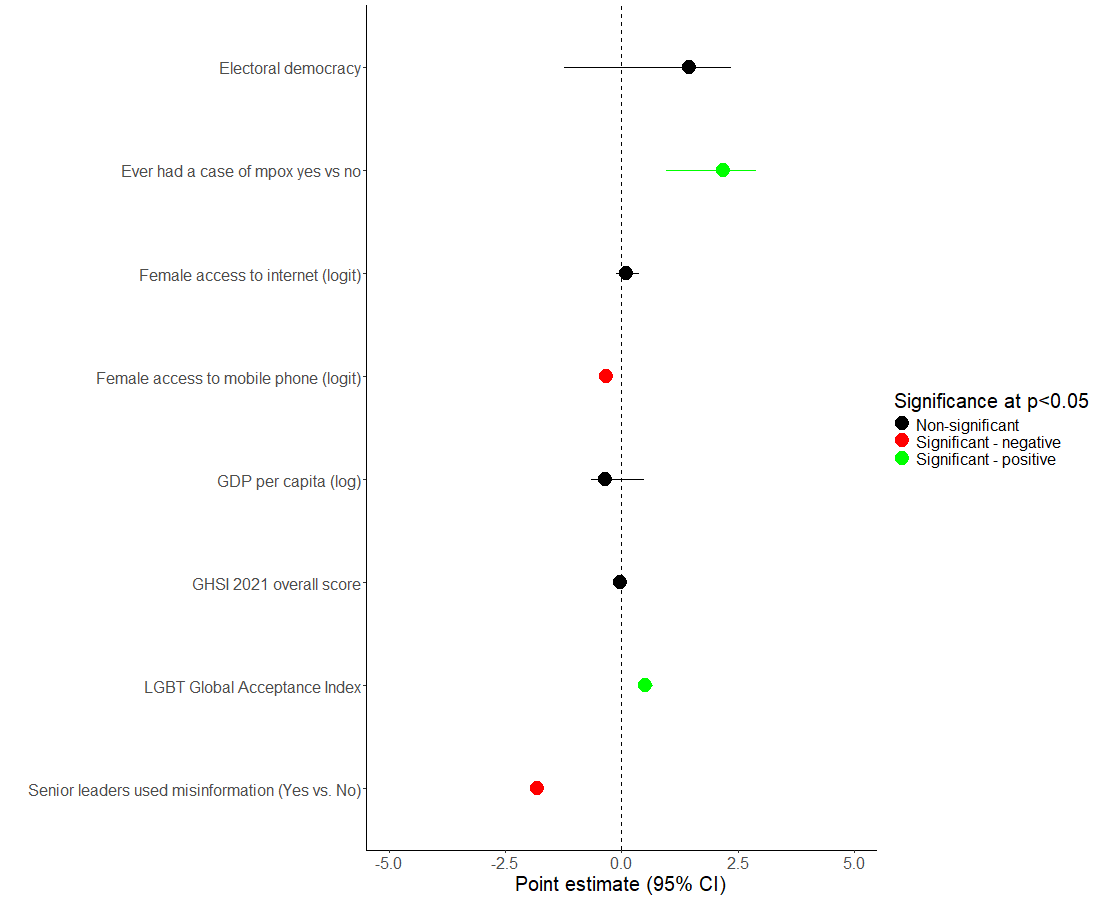 Electoral democracy
Ever had a case of mpox yes vs no
Female access to internet (logit)
Female access to mobile phone (logit)
GDP per capita (log)
GHSI 2021 overall score
LGBT Global Acceptance Index
Senior leaders used misinformation (Yes vs. No)
-5.0 -2.5 0.0 2.5 5.0
Point estimate (95% CI)
Significance at p<0.05
Non-significant
Significant - negative
Significant - positive